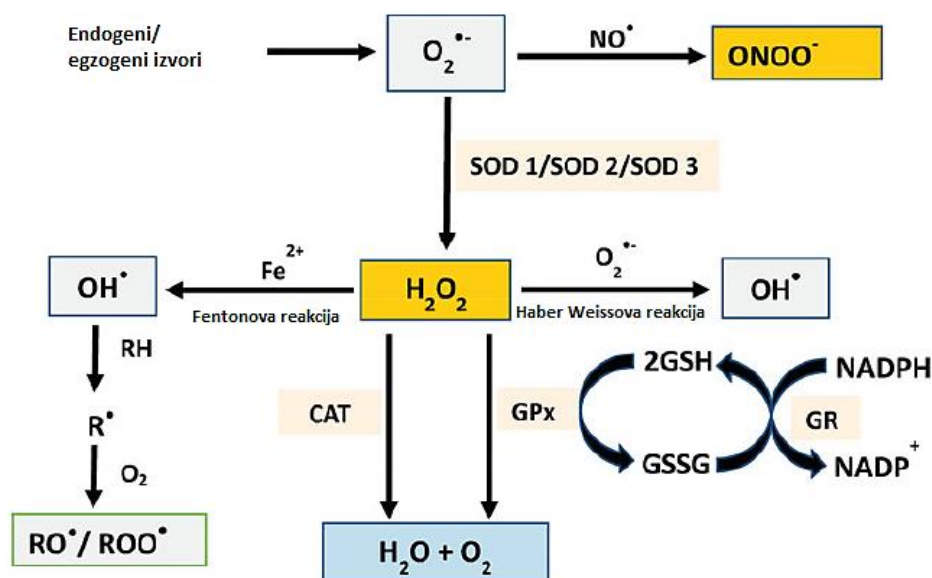 Endogeni/
egzogeni izvori
O₂•-
NO•
ONOO⁻
SOD 1/SOD 2/SOD 3
OH•
Fe²⁺
Fentonova reakcija
H₂O₂
O₂•-
Haber Weissova reakcija
OH•
RH
R•
O₂
RO•/ ROO•
CAT
GPx
2GSH
GSSG
NADPH
GR
NADP⁺
H₂O + O₂